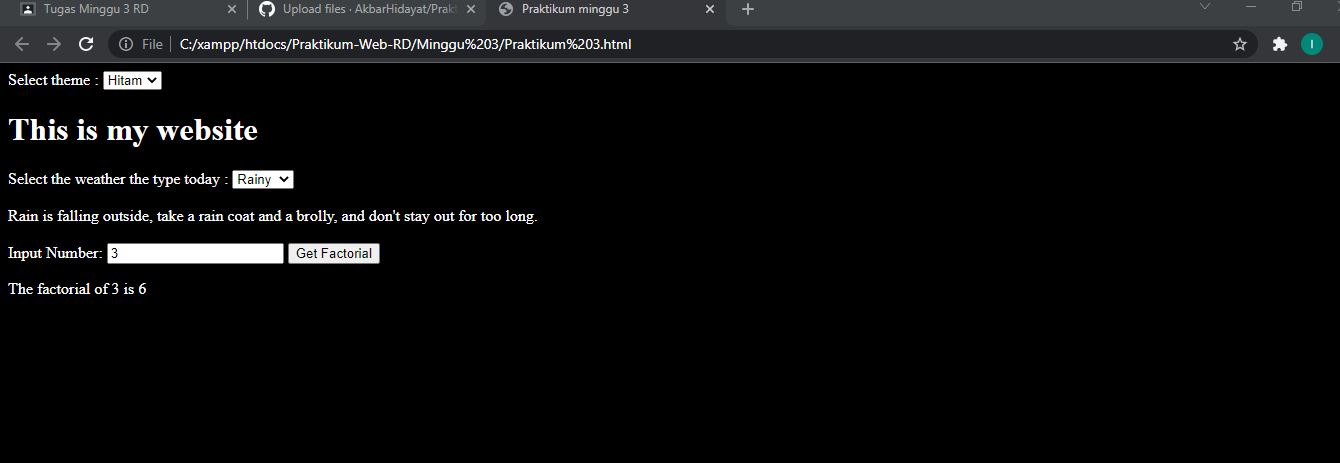 Tugas Minggu 3 RD
Upload files · AkbarHidayat/Prakt
Praktikum minggu 3
File
C:/xampp/htdocs/Praktikum-Web-RD/Minggu%203/Praktikum%203.html
I
Select theme : Hitam
This is my website
Select the weather the type today : Rainy
Rain is falling outside, take a rain coat and a brolly, and don't stay out for too long.
Input Number: 3 Get Factorial
The factorial of 3 is 6